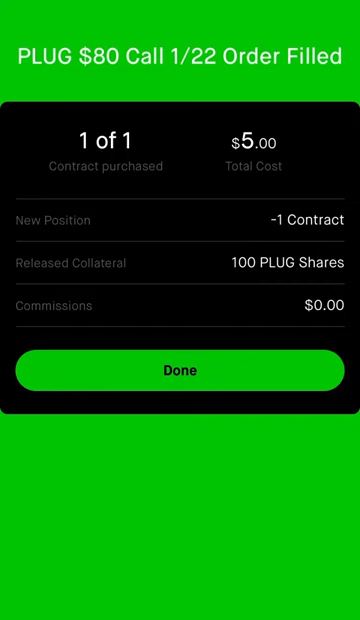 PLUG $80 Call 1/22 Order Filled
1 of 1
Contract purchased
$5.00
Total Cost
New Position
-1 Contract
Released Collateral
100 PLUG Shares
Commissions
$0.00
Done